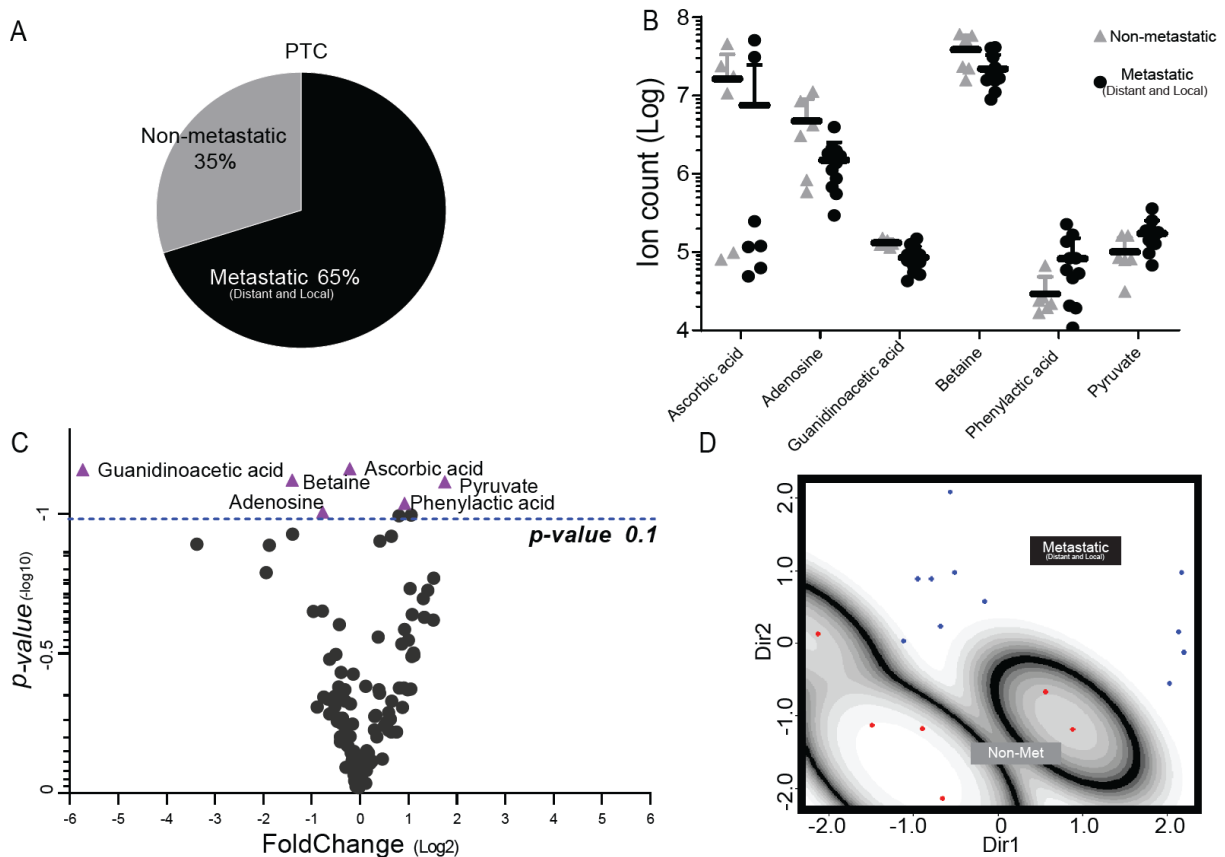 A
PTC
Non-metastatic
35%
Metastatic 65%
(Distant and Local)
B
Ion count (Log)
8
7
6
5
4
Non-metastatic
Metastatic
(Distant and Local)
Ascorbic acid
Adenosine
Guanidinoacetic acid
Betaine
Phenylactic acid
Pyruvate
C
Guanidinoacetic acid
Ascorbic acid
Betaine
Pyruvate
Adenosine
Phenylactic acid
p-value 0.1
p-value (-log10)
-1
-0.5
0
-6 -5 -4 -3 -2 -1 0 1 2 3 4 5 6
FoldChange (Log2)
D
Metastatic
(Distant and Local)
Non-Met
Dir2
2.0
1.0
0
-1.0
-2.0
-2.0 -1.0 0 1.0 2.0
Dir1